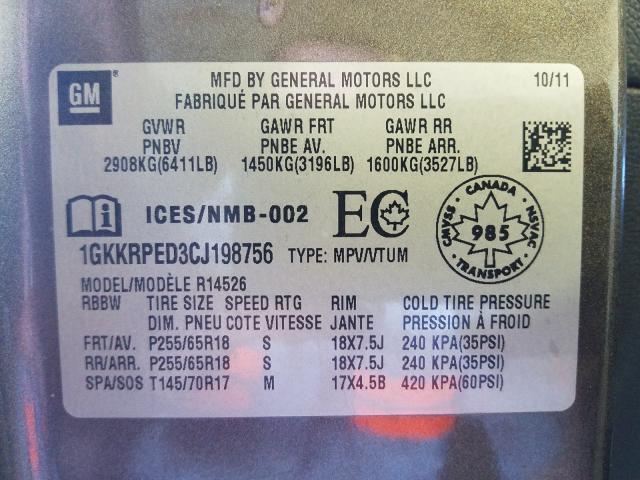 GM ®
MFD BY GENERAL MOTORS LLC 10/11
FABRIQUÉ PAR GENERAL MOTORS LLC
GVWR GAWR FRT GAWR RR
PNBV PNBE AV. PNBE ARR.
2908KG(6411LB) 1450KG(3196LB) 1600KG(3527LB)
i ICES/NMB-002 EC
CANADA
CMVSS 985 NSVAC
TRANSPORT
1GKKRPED3CJ198756 TYPE: MPV/VTUM
MODEL/MODÈLE R14526
RBBW TIRE SIZE SPEED RTG RIM COLD TIRE PRESSURE
DIM. PNEU COTE VITESSE JANTE PRESSION À FROID
FRT/AV. P255/65R18 S 18X7.5J 240 KPA(35PSI)
RR/ARR. P255/65R18 S 18X7.5J 240 KPA(35PSI)
SPA/SOS T145/70R17 M 17X4.5B 420 KPA(60PSI)